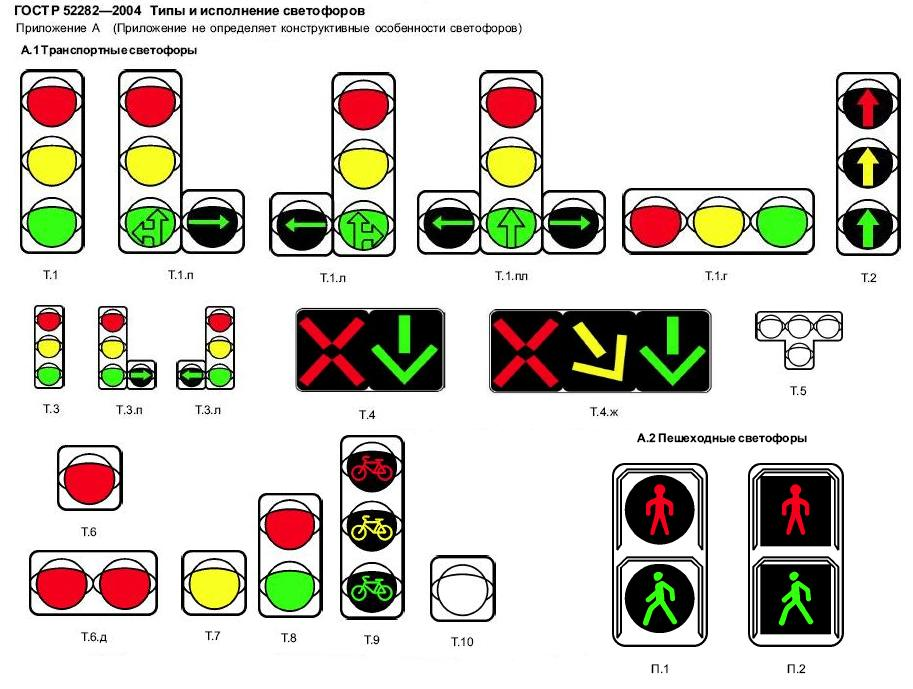 ГОСТ Р 52282—2004 Типы и исполнение светофоров
Приложение А (Приложение не определяет конструктивные особенности светофоров)
А.1 Транспортные светофоры
Т.1 Т.1.п Т.1.л Т.1.пл Т.1.г Т.2
Т.3 Т.3.п Т.3.л Т.4 Т.4.ж Т.5
А.2 Пешеходные светофоры
Т.6
Т.6.д Т.7 Т.8 Т.9 Т.10
П.1 П.2